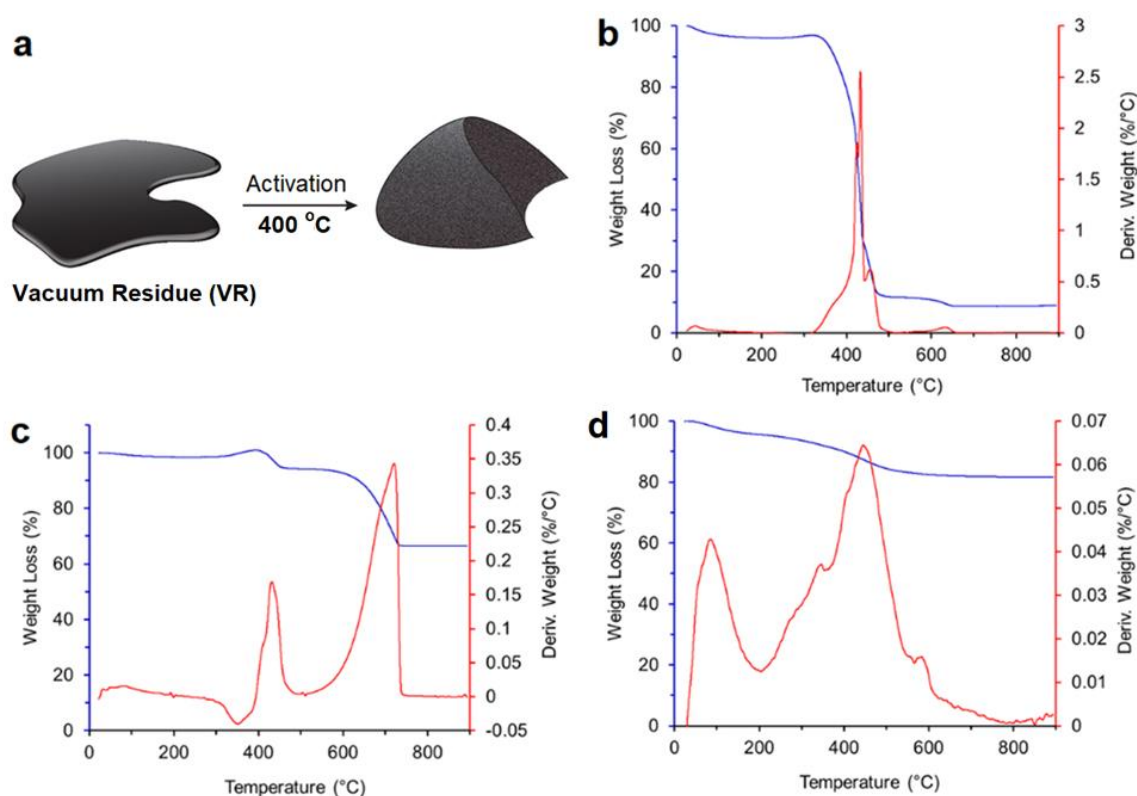 a
Activation
400 °C
Vacuum Residue (VR)
b
100
80
60
40
20
0
Weight Loss (%)
3
2.5
2
1.5
1
0.5
0
Deriv. Weight (%/°C)
0 200 400 600 800
Temperature (°C)
c
100
80
60
40
20
0
Weight Loss (%)
0.4
0.35
0.3
0.25
0.2
0.15
0.1
0.05
0
-0.05
Deriv. Weight (%/°C)
0 200 400 600 800
Temperature (°C)
d
100
80
60
40
20
0
Weight Loss (%)
0.07
0.06
0.05
0.04
0.03
0.02
0.01
0
Deriv. Weight (%/°C)
0 200 400 600 800
Temperature (°C)